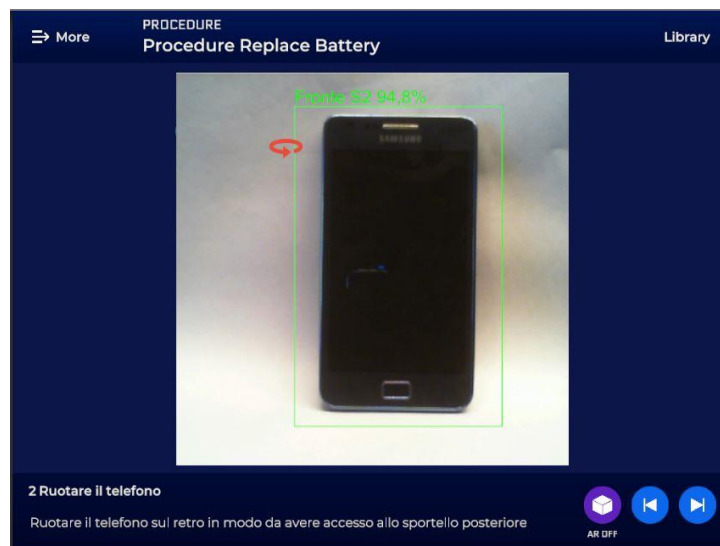 More
PROCEDURE
Procedure Replace Battery
Library
Fronte S2 94,8%
SAMSUNG
2 Ruotare il telefono
Ruotare il telefono sul retro in modo da avere accesso allo sportello posteriore
AR OFF